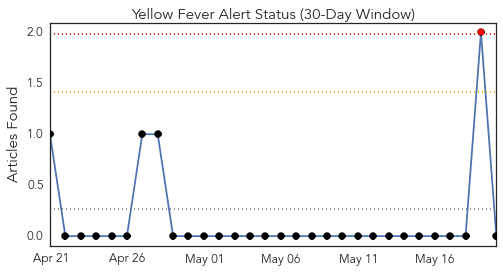 Yellow Fever Alert Status (30-Day Window)
Articles Found
2.0
1.5
1.0
0.5
0.0
Apr 21
Apr 26
May 01
May 06
May 11
May 16